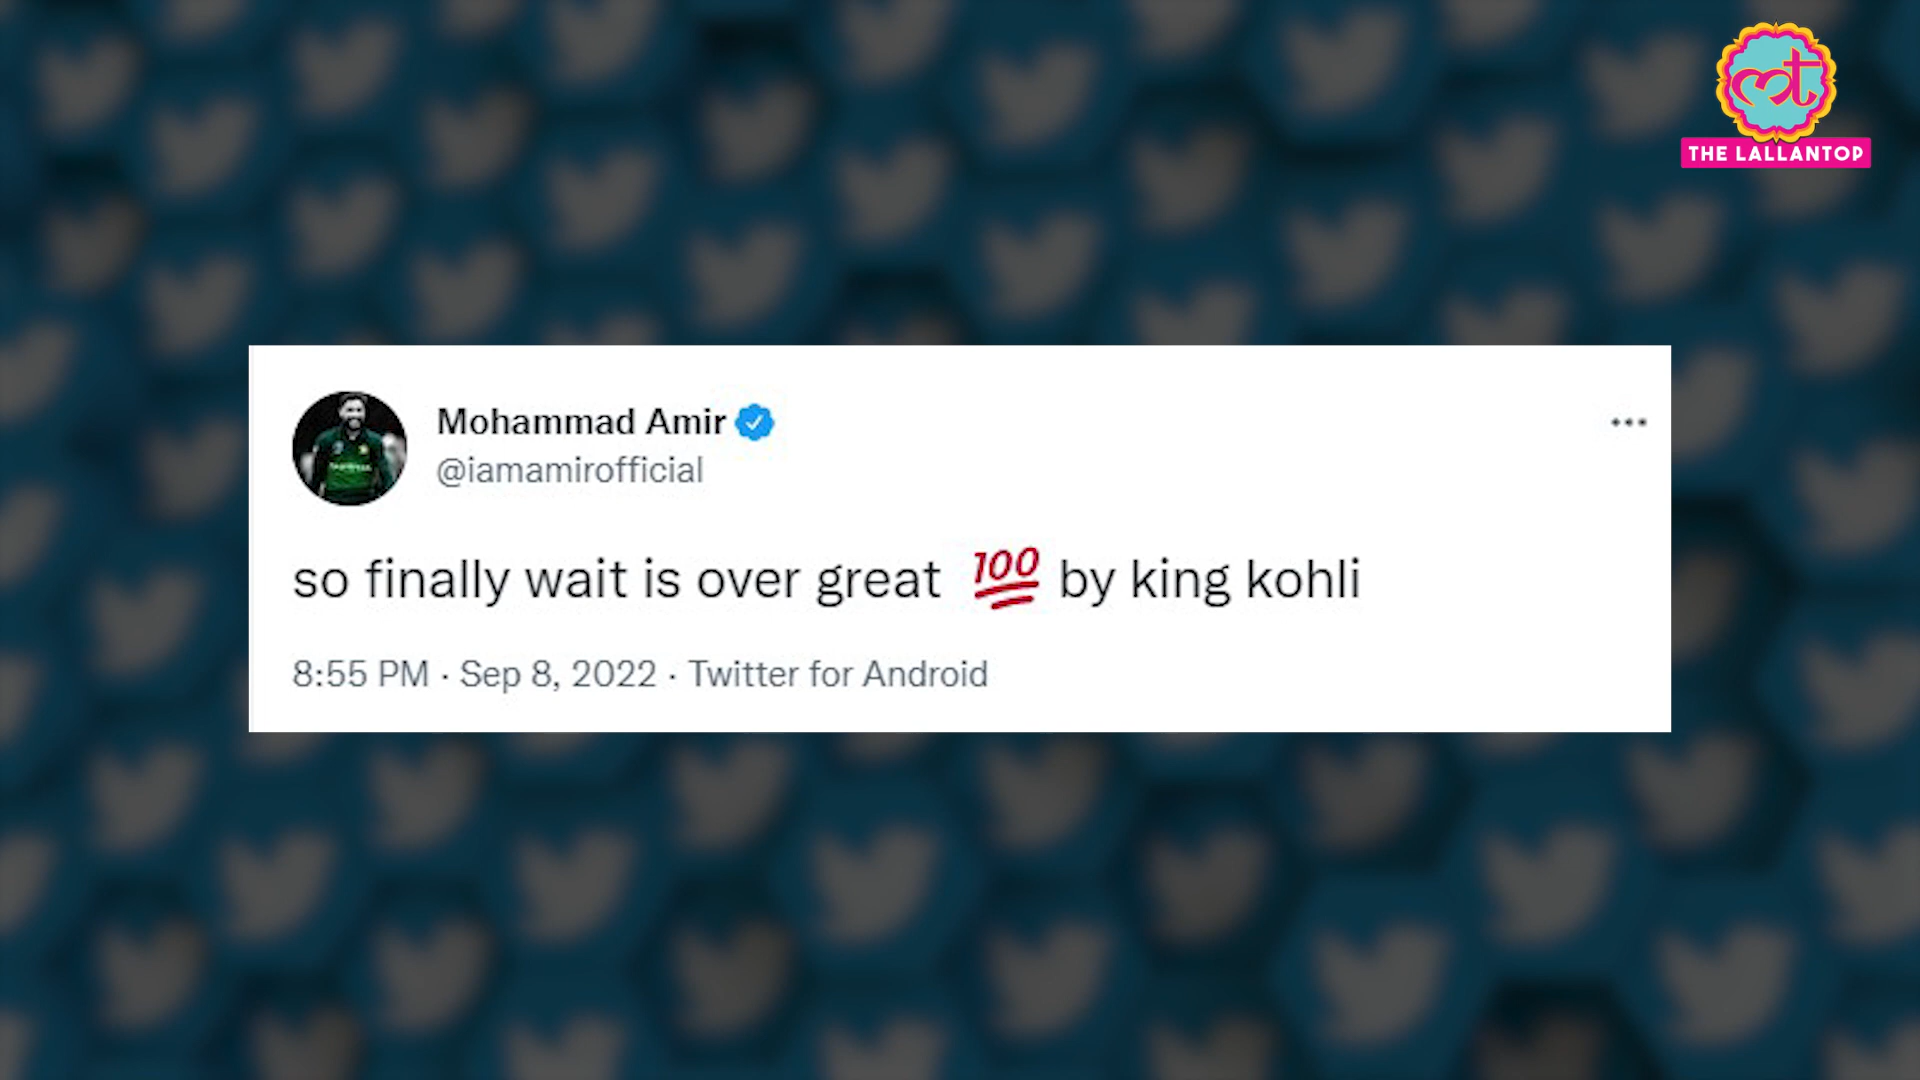 THE LALLANTOP
Mohammad Amir
@iamamirofficial
so finally wait is over great 💯 by king kohli
8:55 PM · Sep 8, 2022 · Twitter for Android